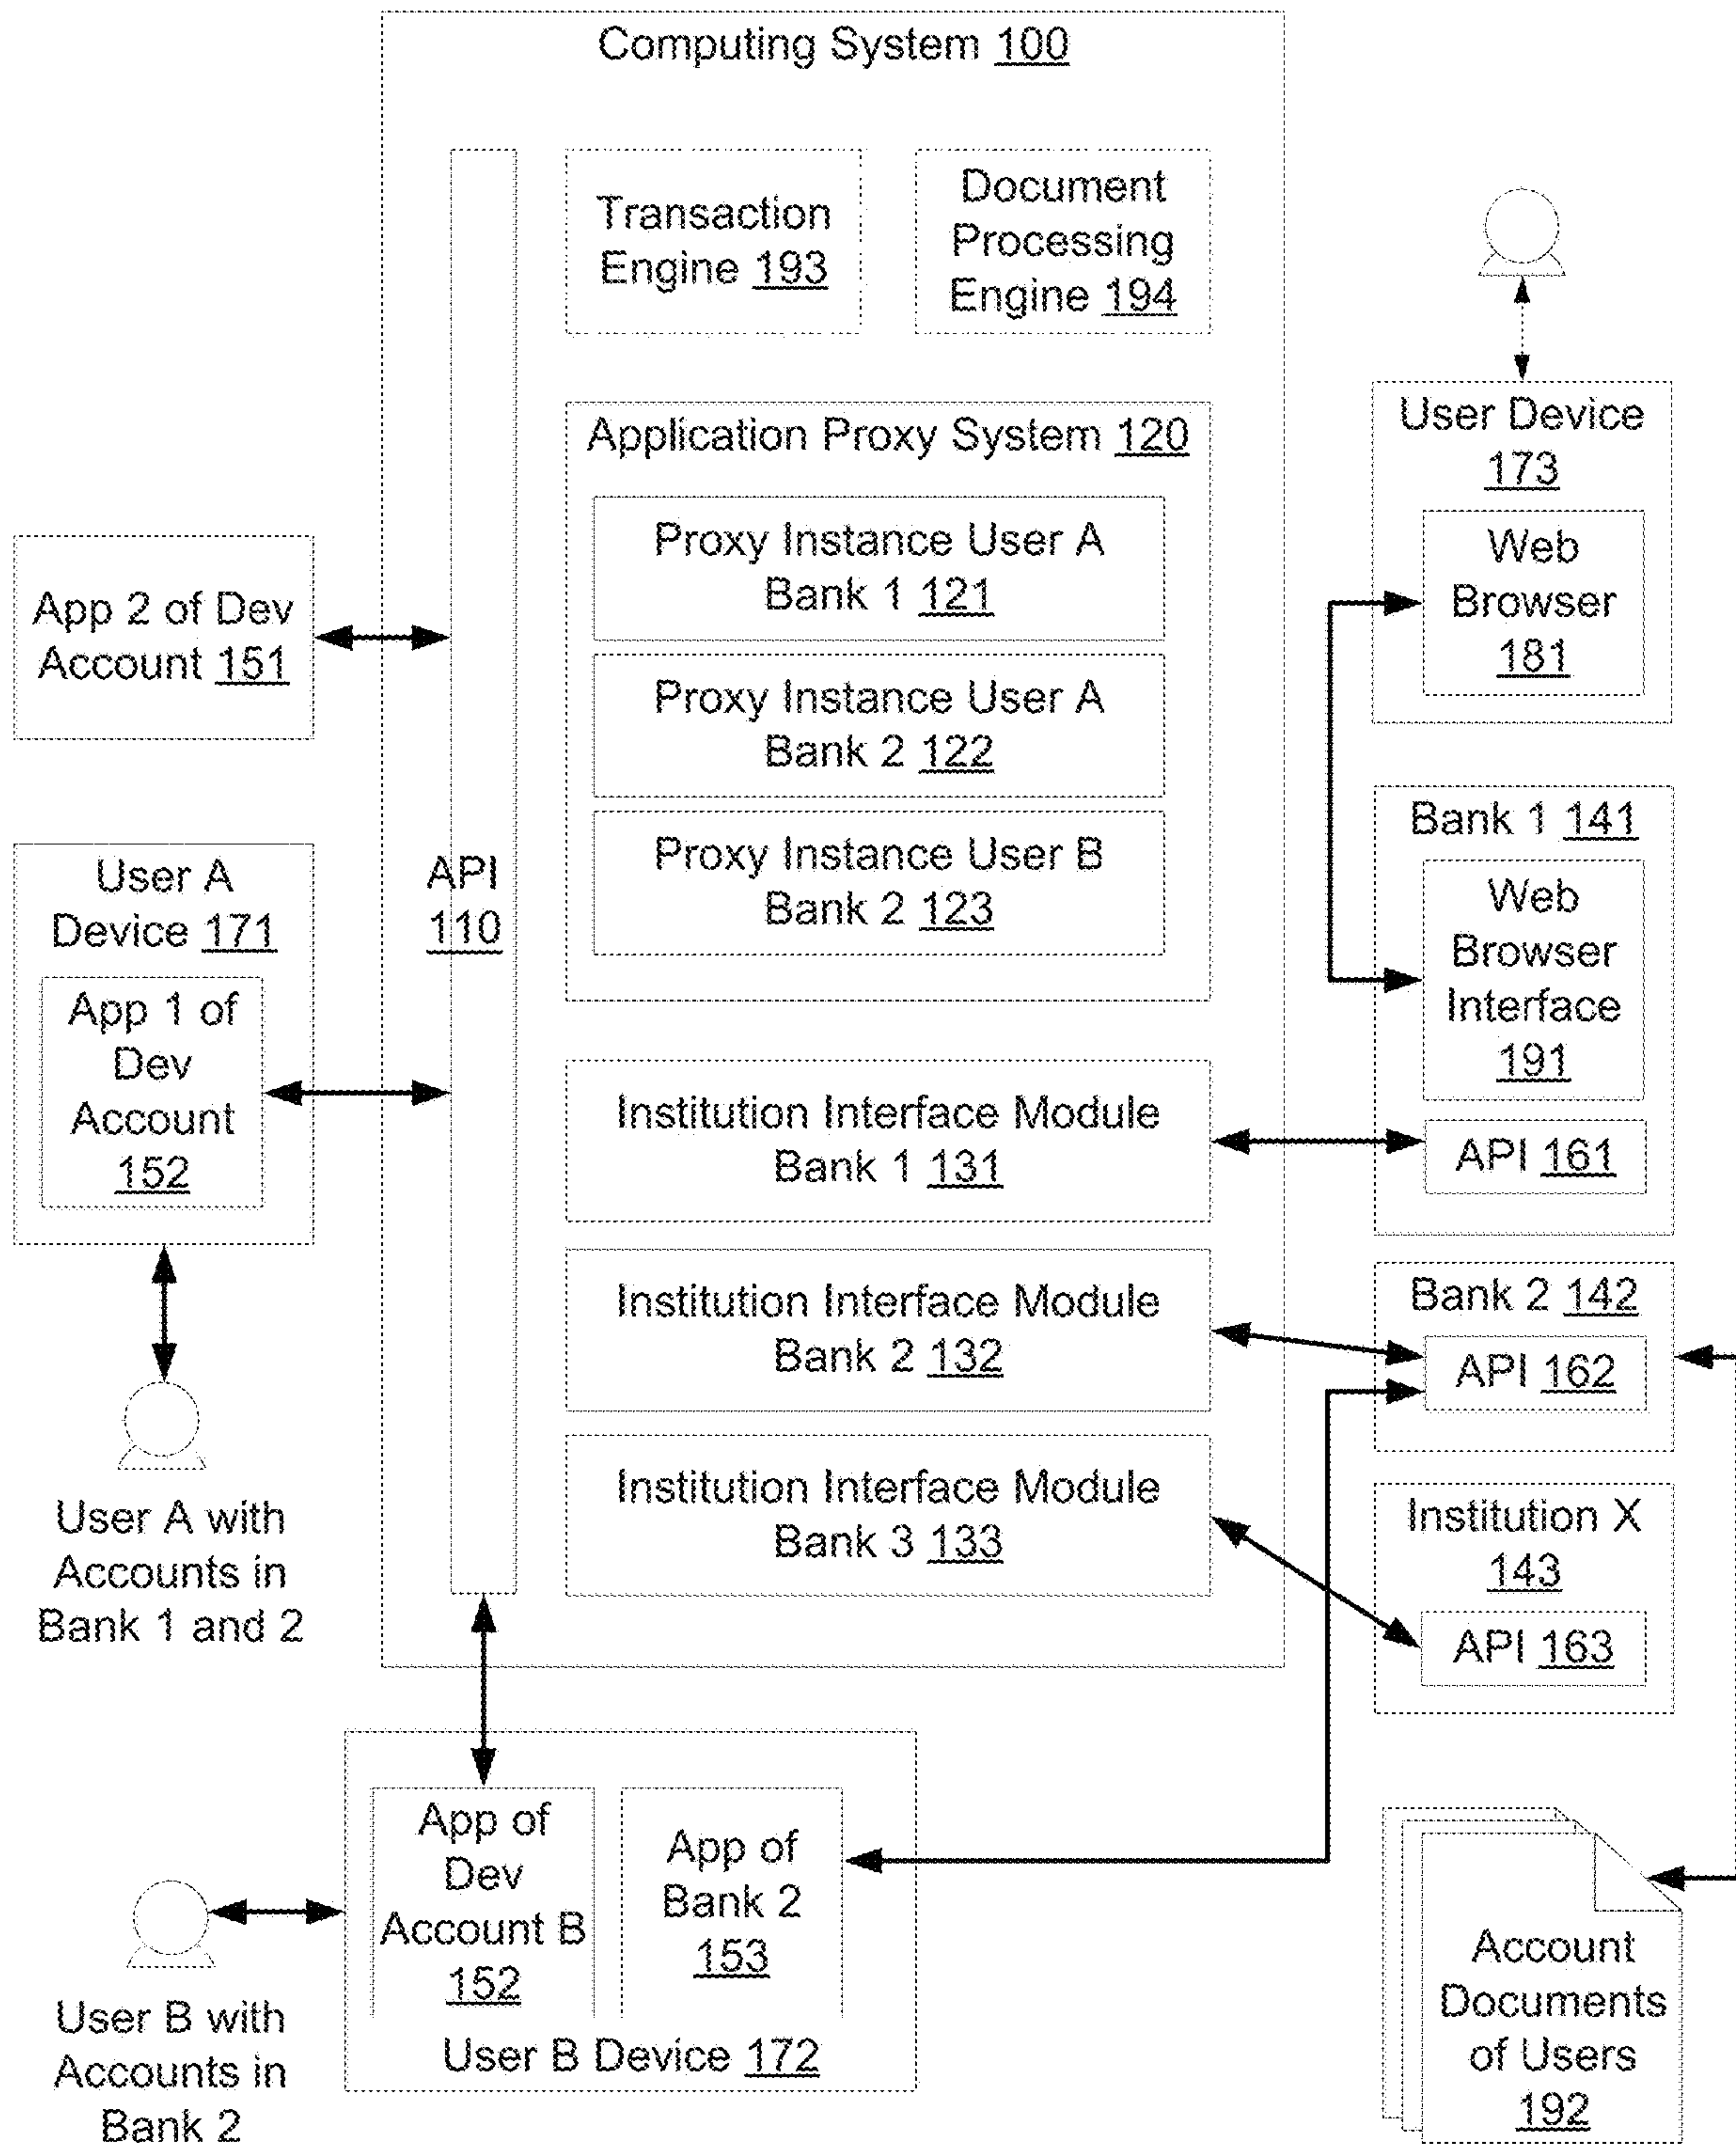 Computing System 100
Transaction
Engine 193
Document
Processing
Engine 194
Application Proxy System 120
Proxy Instance User A
Bank 1 121
Proxy Instance User A
Bank 2 122
Proxy Instance User B
Bank 2 123
API
110
Institution Interface Module
Bank 1 131
Institution Interface Module
Bank 2 132
Institution Interface Module
Bank 3 133
App 2 of Dev
Account 151
User A
Device 171
App 1 of
Dev
Account
152
User A with
Accounts in
Bank 1 and 2
User Device
173
Web
Browser
181
Bank 1 141
Web
Browser
Interface
191
API 161
Bank 2 142
API 162
Institution X
143
API 163
App of
Dev
Account B
152
App of
Bank 2
153
User B Device 172
User B with
Accounts in
Bank 2
Account
Documents
of Users
192